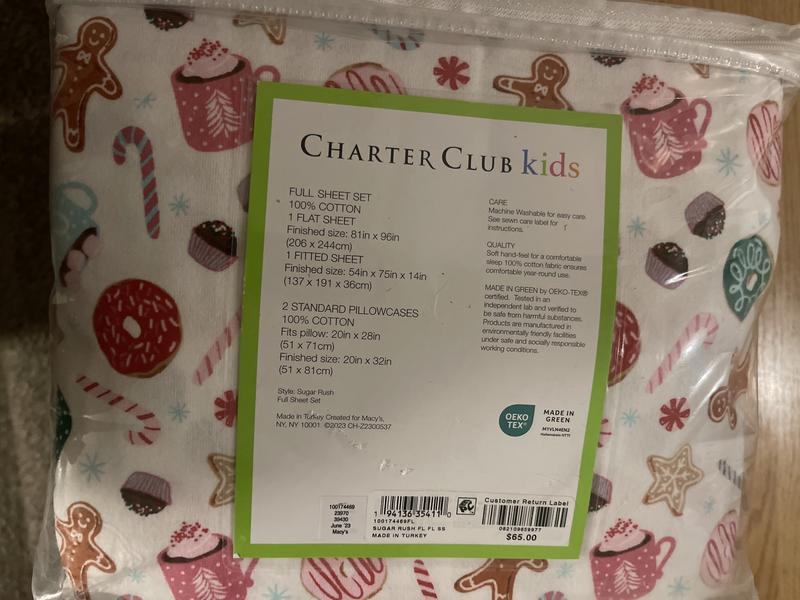 CHARTER CLUB kids
FULL SHEET SET
100% COTTON
1 FLAT SHEET
Finished size: 81in x 96in
(206 x 244cm)
1 FITTED SHEET
Finished size: 54in x 75in x 14in
(137 x 191 x 36cm)
2 STANDARD PILLOWCASES
100% COTTON
Fits pillow: 20in x 28in
(51 x 71cm)
Finished size: 20in x 32in
(51 x 81cm)
Style: Sugar Rush
Full Sheet Set
Made in Turkey Created for Macy's,
NY, NY. 10001 ©2023 CH-Z2300537
CARE
Machine Washable for easy care.
See sewn care label for
instructions.
QUALITY
Soft hand-feel for a comfortable
sleep 100% cotton fabric ensures
comfortable year-round use.
MADE IN GREEN by OEKO-TEX®
certified. Tested in an
independent lab and verified to
be safe from harmful substances.
Products are manufactured in
environmentally friendly facilities
under safe and socially responsible
working conditions.
OEKO
TEX®
MADE IN
GREEN
100174469
23970
39430
June '23
Macy's
1 94136 35411 0
100174469FL
SUGAR RUSH FL FL SS
MADE IN TURKEY
Customer Return Label
$65.00